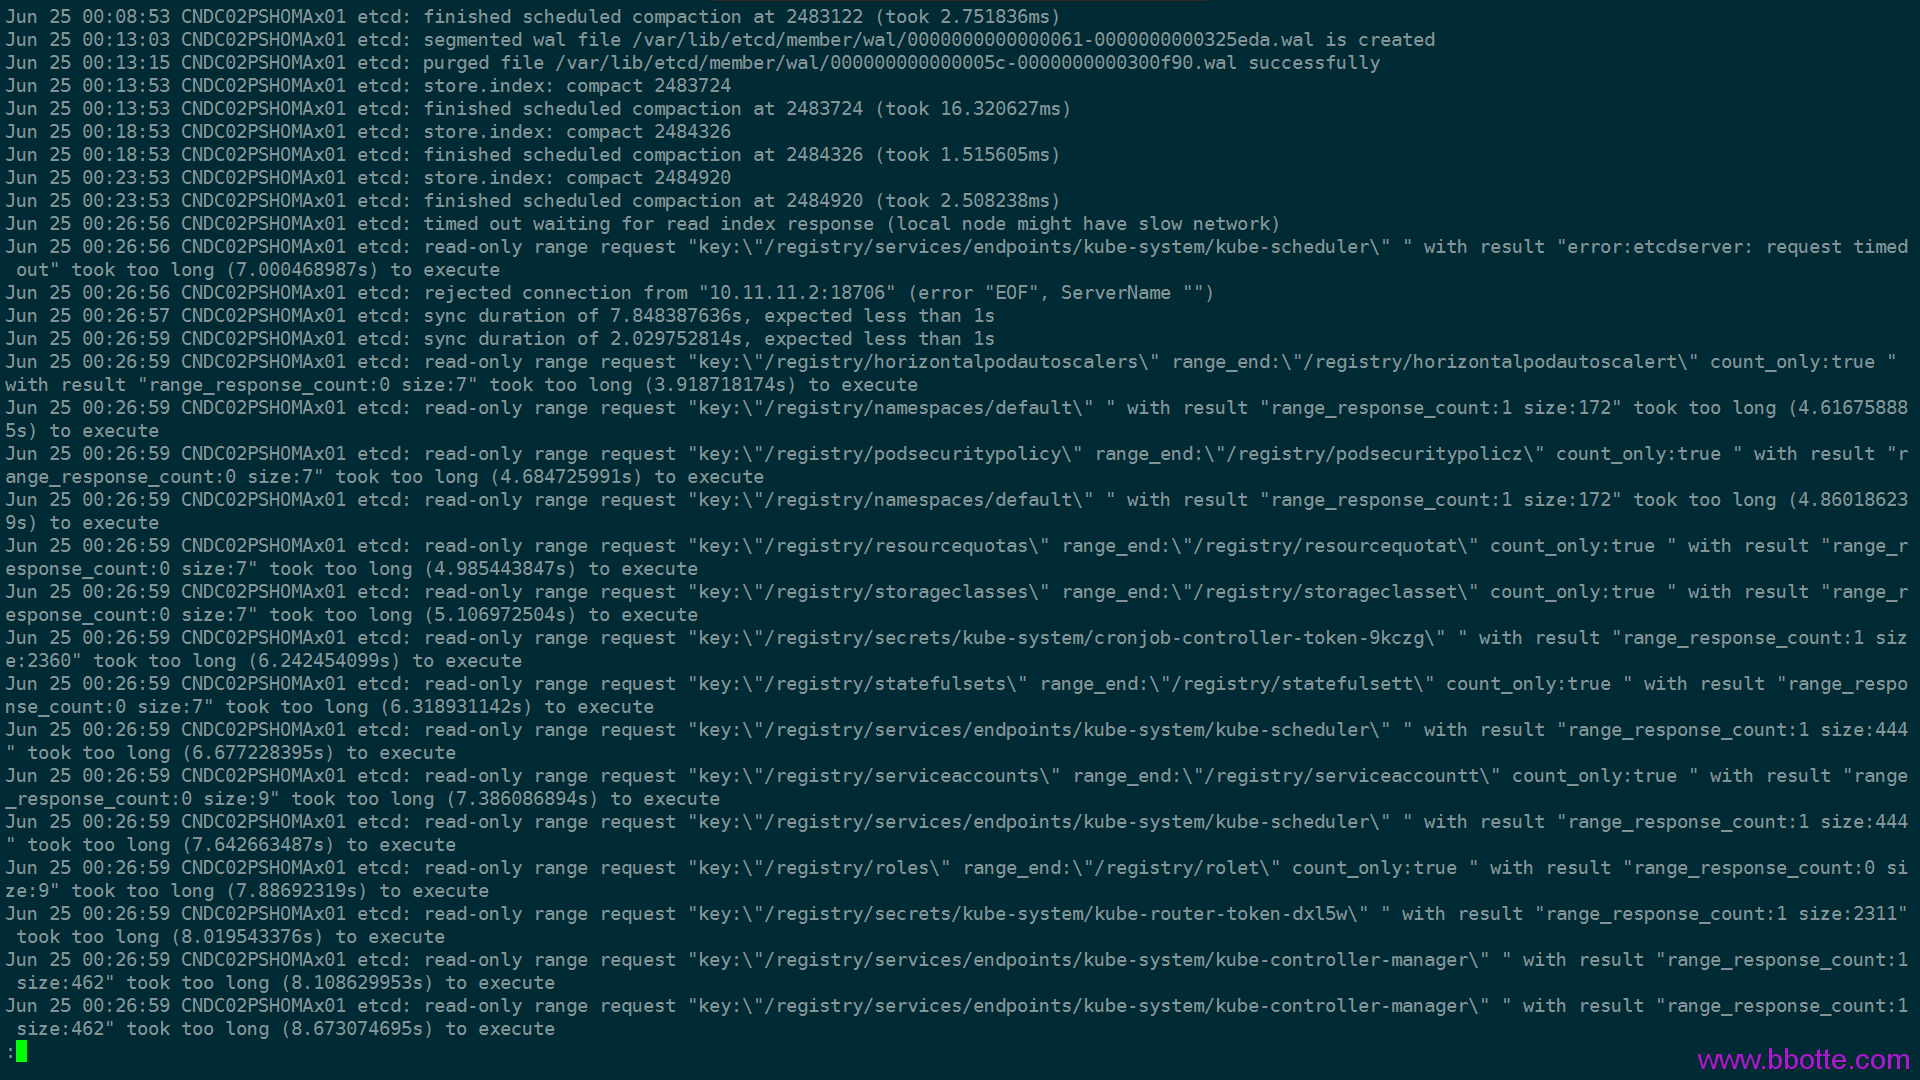 Jun 25 00:08:53 CNDC02PSHOMAx01 etcd: finished scheduled compaction at 2483122 (took 2.751836ms)
Jun 25 00:13:03 CNDC02PSHOMAx01 etcd: segmented wal file /var/lib/etcd/member/wal/0000000000000061-0000000000325eda.wal is created
Jun 25 00:13:15 CNDC02PSHOMAx01 etcd: purged file /var/lib/etcd/member/wal/000000000000005c-0000000000300f90.wal successfully
Jun 25 00:13:53 CNDC02PSHOMAx01 etcd: store.index: compact 2483724
Jun 25 00:13:53 CNDC02PSHOMAx01 etcd: finished scheduled compaction at 2483724 (took 16.320627ms)
Jun 25 00:18:53 CNDC02PSHOMAx01 etcd: store.index: compact 2484326
Jun 25 00:18:53 CNDC02PSHOMAx01 etcd: finished scheduled compaction at 2484326 (took 1.515605ms)
Jun 25 00:23:53 CNDC02PSHOMAx01 etcd: store.index: compact 2484920
Jun 25 00:23:53 CNDC02PSHOMAx01 etcd: finished scheduled compaction at 2484920 (took 2.508238ms)
Jun 25 00:26:56 CNDC02PSHOMAx01 etcd: timed out waiting for read index response (local node might have slow network)
Jun 25 00:26:56 CNDC02PSHOMAx01 etcd: read-only range request "key:\"/registry/services/endpoints/kube-system/kube-scheduler\" " with result "error:etcdserver: request timed
 out" took too long (7.000468987s) to execute
Jun 25 00:26:56 CNDC02PSHOMAx01 etcd: rejected connection from "10.11.11.2:18706" (error "EOF", ServerName "")
Jun 25 00:26:57 CNDC02PSHOMAx01 etcd: sync duration of 7.848387636s, expected less than 1s
Jun 25 00:26:59 CNDC02PSHOMAx01 etcd: sync duration of 2.029752814s, expected less than 1s
Jun 25 00:26:59 CNDC02PSHOMAx01 etcd: read-only range request "key:\"/registry/horizontalpodautoscalers\" range_end:\"/registry/horizontalpodautoscalert\" count_only:true "
with result "range_response_count:0 size:7" took too long (3.918718174s) to execute
Jun 25 00:26:59 CNDC02PSHOMAx01 etcd: read-only range request "key:\"/registry/namespaces/default\" " with result "range_response_count:1 size:172" took too long (4.61675888
5s) to execute
Jun 25 00:26:59 CNDC02PSHOMAx01 etcd: read-only range request "key:\"/registry/podsecuritypolicy\" range_end:\"/registry/podsecuritypolicz\" count_only:true " with result "r
ange_response_count:0 size:7" took too long (4.684725991s) to execute
Jun 25 00:26:59 CNDC02PSHOMAx01 etcd: read-only range request "key:\"/registry/namespaces/default\" " with result "range_response_count:1 size:172" took too long (4.86018623
9s) to execute
Jun 25 00:26:59 CNDC02PSHOMAx01 etcd: read-only range request "key:\"/registry/resourcequotas\" range_end:\"/registry/resourcequotat\" count_only:true " with result "range_r
esponse_count:0 size:7" took too long (4.985443847s) to execute
Jun 25 00:26:59 CNDC02PSHOMAx01 etcd: read-only range request "key:\"/registry/storageclasses\" range_end:\"/registry/storageclasset\" count_only:true " with result "range_r
esponse_count:0 size:7" took too long (5.106972504s) to execute
Jun 25 00:26:59 CNDC02PSHOMAx01 etcd: read-only range request "key:\"/registry/secrets/kube-system/cronjob-controller-token-9kczg\" " with result "range_response_count:1 siz
e:2360" took too long (6.242454099s) to execute
Jun 25 00:26:59 CNDC02PSHOMAx01 etcd: read-only range request "key:\"/registry/statefulsets\" range_end:\"/registry/statefulsett\" count_only:true " with result "range_respo
nse_count:0 size:7" took too long (6.318931142s) to execute
Jun 25 00:26:59 CNDC02PSHOMAx01 etcd: read-only range request "key:\"/registry/services/endpoints/kube-system/kube-scheduler\" " with result "range_response_count:1 size:444
" took too long (6.677228395s) to execute
Jun 25 00:26:59 CNDC02PSHOMAx01 etcd: read-only range request "key:\"/registry/serviceaccounts\" range_end:\"/registry/serviceaccountt\" count_only:true " with result "range
_response_count:0 size:9" took too long (7.386086894s) to execute
Jun 25 00:26:59 CNDC02PSHOMAx01 etcd: read-only range request "key:\"/registry/services/endpoints/kube-system/kube-scheduler\" " with result "range_response_count:1 size:444
" took too long (7.642663487s) to execute
Jun 25 00:26:59 CNDC02PSHOMAx01 etcd: read-only range request "key:\"/registry/roles\" range_end:\"/registry/rolet\" count_only:true " with result "range_response_count:0 si
ze:9" took too long (7.88692319s) to execute
Jun 25 00:26:59 CNDC02PSHOMAx01 etcd: read-only range request "key:\"/registry/secrets/kube-system/kube-router-token-dxl5w\" " with result "range_response_count:1 size:2311"
 took too long (8.019543376s) to execute
Jun 25 00:26:59 CNDC02PSHOMAx01 etcd: read-only range request "key:\"/registry/services/endpoints/kube-system/kube-controller-manager\" " with result "range_response_count:1
 size:462" took too long (8.108629953s) to execute
Jun 25 00:26:59 CNDC02PSHOMAx01 etcd: read-only range request "key:\"/registry/services/endpoints/kube-system/kube-controller-manager\" " with result "range_response_count:1
 size:462" took too long (8.673074695s) to execute
:
www.bbotte.com